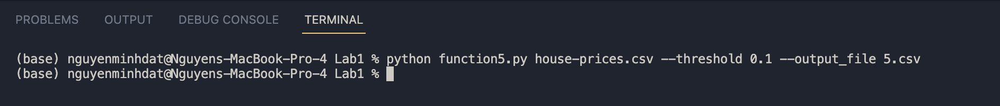 PROBLEMS OUTPUT DEBUG CONSOLE TERMINAL
(base) nguyenminhdat@Nguyens-MacBook-Pro-4 Lab1 % python function5.py house-prices.csv --threshold 0.1 --output_file 5.csv
(base) nguyenminhdat@Nguyens-MacBook-Pro-4 Lab1 %